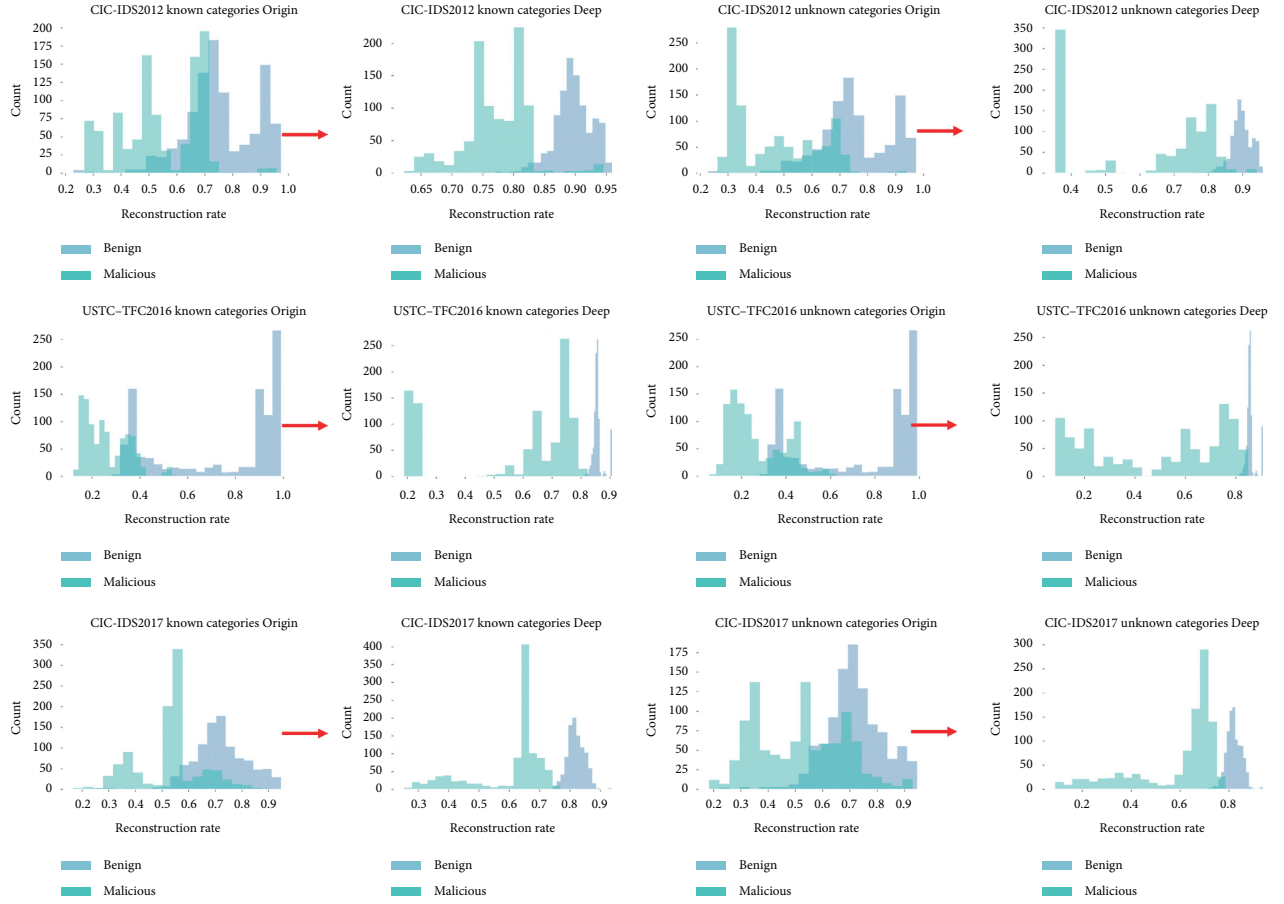 CIC-IDS2012 known categories Origin
200
175
150
125
100
75
50
25
0
Count
0.2 0.3 0.4 0.5 0.6 0.7 0.8 0.9 1.0
Reconstruction rate
Benign
Malicious
CIC-IDS2012 known categories Deep
200
150
100
50
0
Count
0.65 0.70 0.75 0.80 0.85 0.90 0.95
Reconstruction rate
Benign
Malicious
CIC-IDS2012 unknown categories Origin
250
200
150
100
50
0
Count
0.2 0.3 0.4 0.5 0.6 0.7 0.8 0.9 1.0
Reconstruction rate
Benign
Malicious
CIC-IDS2012 unknown categories Deep
350
300
250
200
150
100
50
0
Count
0.4 0.5 0.6 0.7 0.8 0.9
Reconstruction rate
Benign
Malicious
USTC–TFC2016 known categories Origin
250
200
150
100
50
0
Count
0.2 0.4 0.6 0.8 1.0
Reconstruction rate
Benign
Malicious
USTC–TFC2016 known categories Deep
250
200
150
100
50
0
Count
0.2 0.3 0.4 0.5 0.6 0.7 0.8 0.9
Reconstruction rate
Benign
Malicious
USTC–TFC2016 unknown categories Origin
250
200
150
100
50
0
Count
0.2 0.4 0.6 0.8 1.0
Reconstruction rate
Benign
Malicious
USTC–TFC2016 unknown categories Deep
250
200
150
100
50
0
Count
0.2 0.4 0.6 0.8
Reconstruction rate
Benign
Malicious
CIC-IDS2017 known categories Origin
350
300
250
200
150
100
50
0
Count
0.2 0.3 0.4 0.5 0.6 0.7 0.8 0.9
Reconstruction rate
Benign
Malicious
CIC-IDS2017 known categories Deep
400
350
300
250
200
150
100
50
0
Count
0.3 0.4 0.5 0.6 0.7 0.8 0.9
Reconstruction rate
Benign
Malicious
CIC-IDS2017 unknown categories Origin
175
150
125
100
75
50
25
0
Count
0.2 0.3 0.4 0.5 0.6 0.7 0.8 0.9
Reconstruction rate
Benign
Malicious
CIC-IDS2017 unknown categories Deep
300
250
200
150
100
50
0
Count
0.2 0.4 0.6 0.8
Reconstruction rate
Benign
Malicious